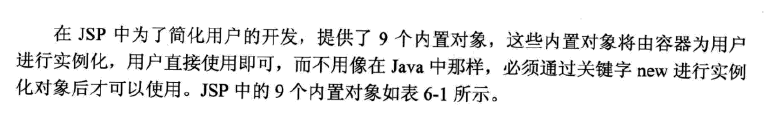 在 JSP 中为了简化用户的开发，提供了 9 个内置对象，这些内置对象将由容器为用户
进行实例化，用户直接使用即可，而不用像在 Java 中那样，必须通过关键字 new 进行实例
化对象后才可以使用。JSP 中的 9 个内置对象如表 6-1 所示。